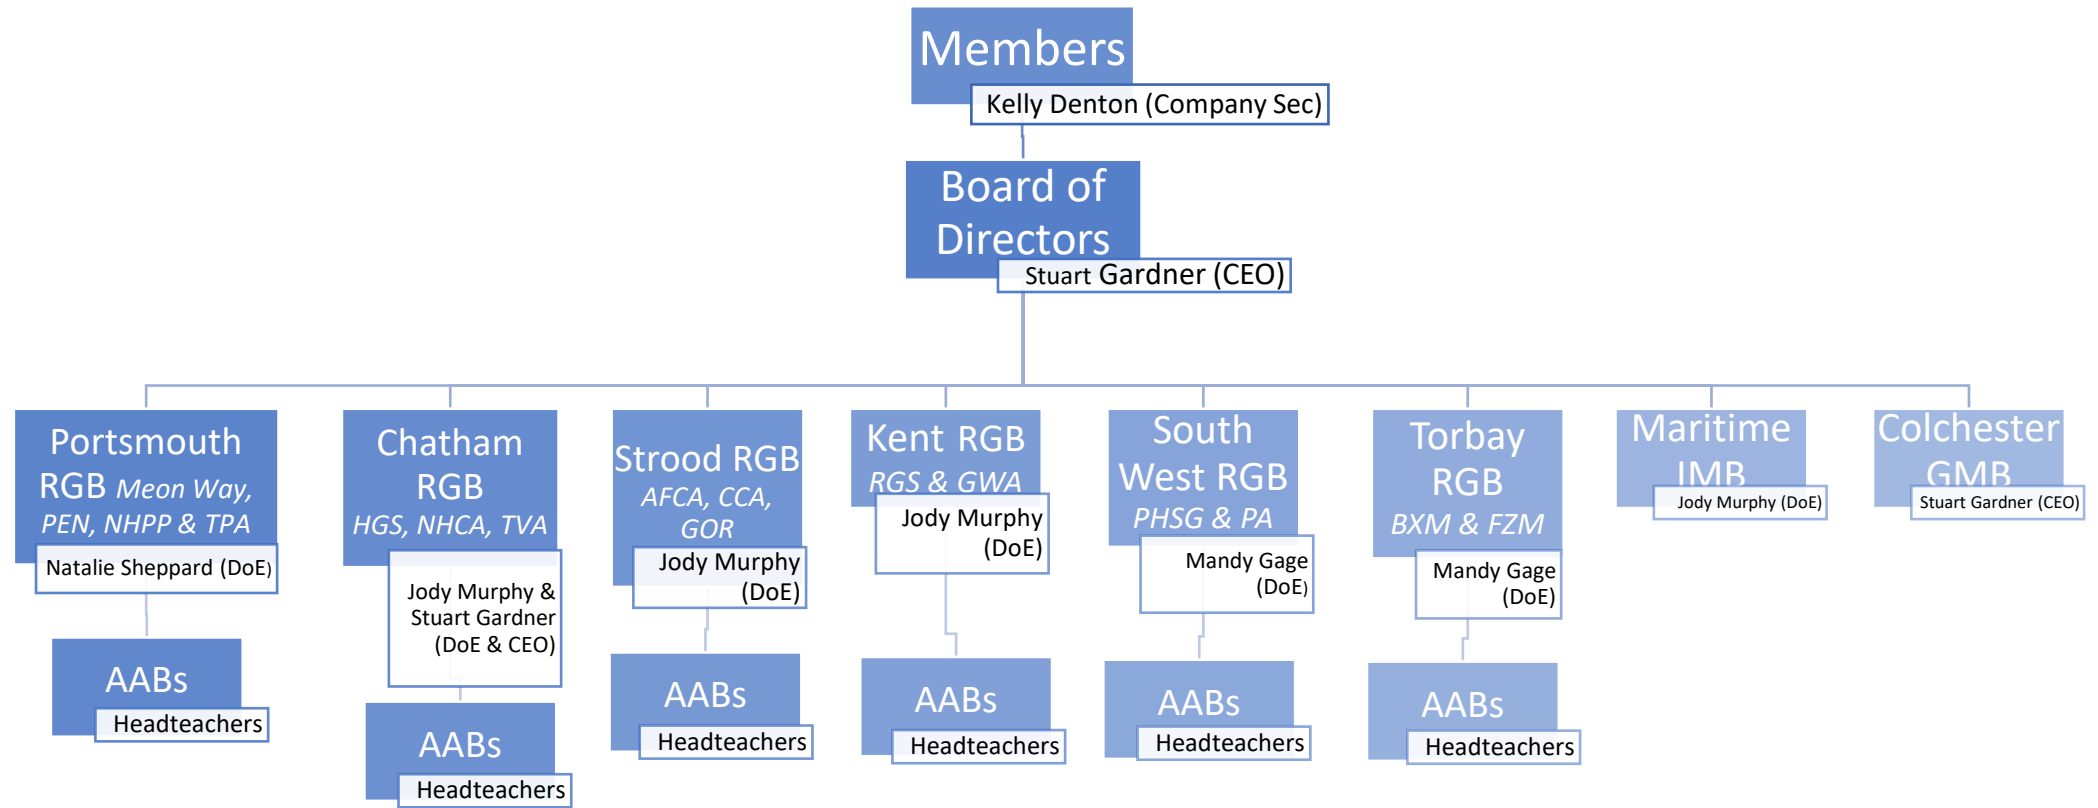 Members
Kelly Denton (Company Sec)
Board of
Directors
Stuart Gardner (CEO)
Portsmouth
RGB Meon Way,
PEN, NHPP & TPA
Natalie Sheppard (DoE)
AABs
Headteachers
Chatham
RGB
HGS, NHCA, TVA
Jody Murphy &
Stuart Gardner
(DoE & CEO)
AABs
Headteachers
Strood RGB
AFCA, CCA,
GOR
Jody Murphy
(DoE)
AABs
Headteachers
Kent RGB
RGS & GWA
Jody Murphy
(DoE)
AABs
Headteachers
South
West RGB
PHSG & PA
Mandy Gage
(DoE)
AABs
Headteachers
Torbay
RGB
BXM & FZM
Mandy Gage
(DoE)
AABs
Headteachers
Maritime
IMB
Jody Murphy (DoE)
Colchester
GMB
Stuart Gardner (CEO)